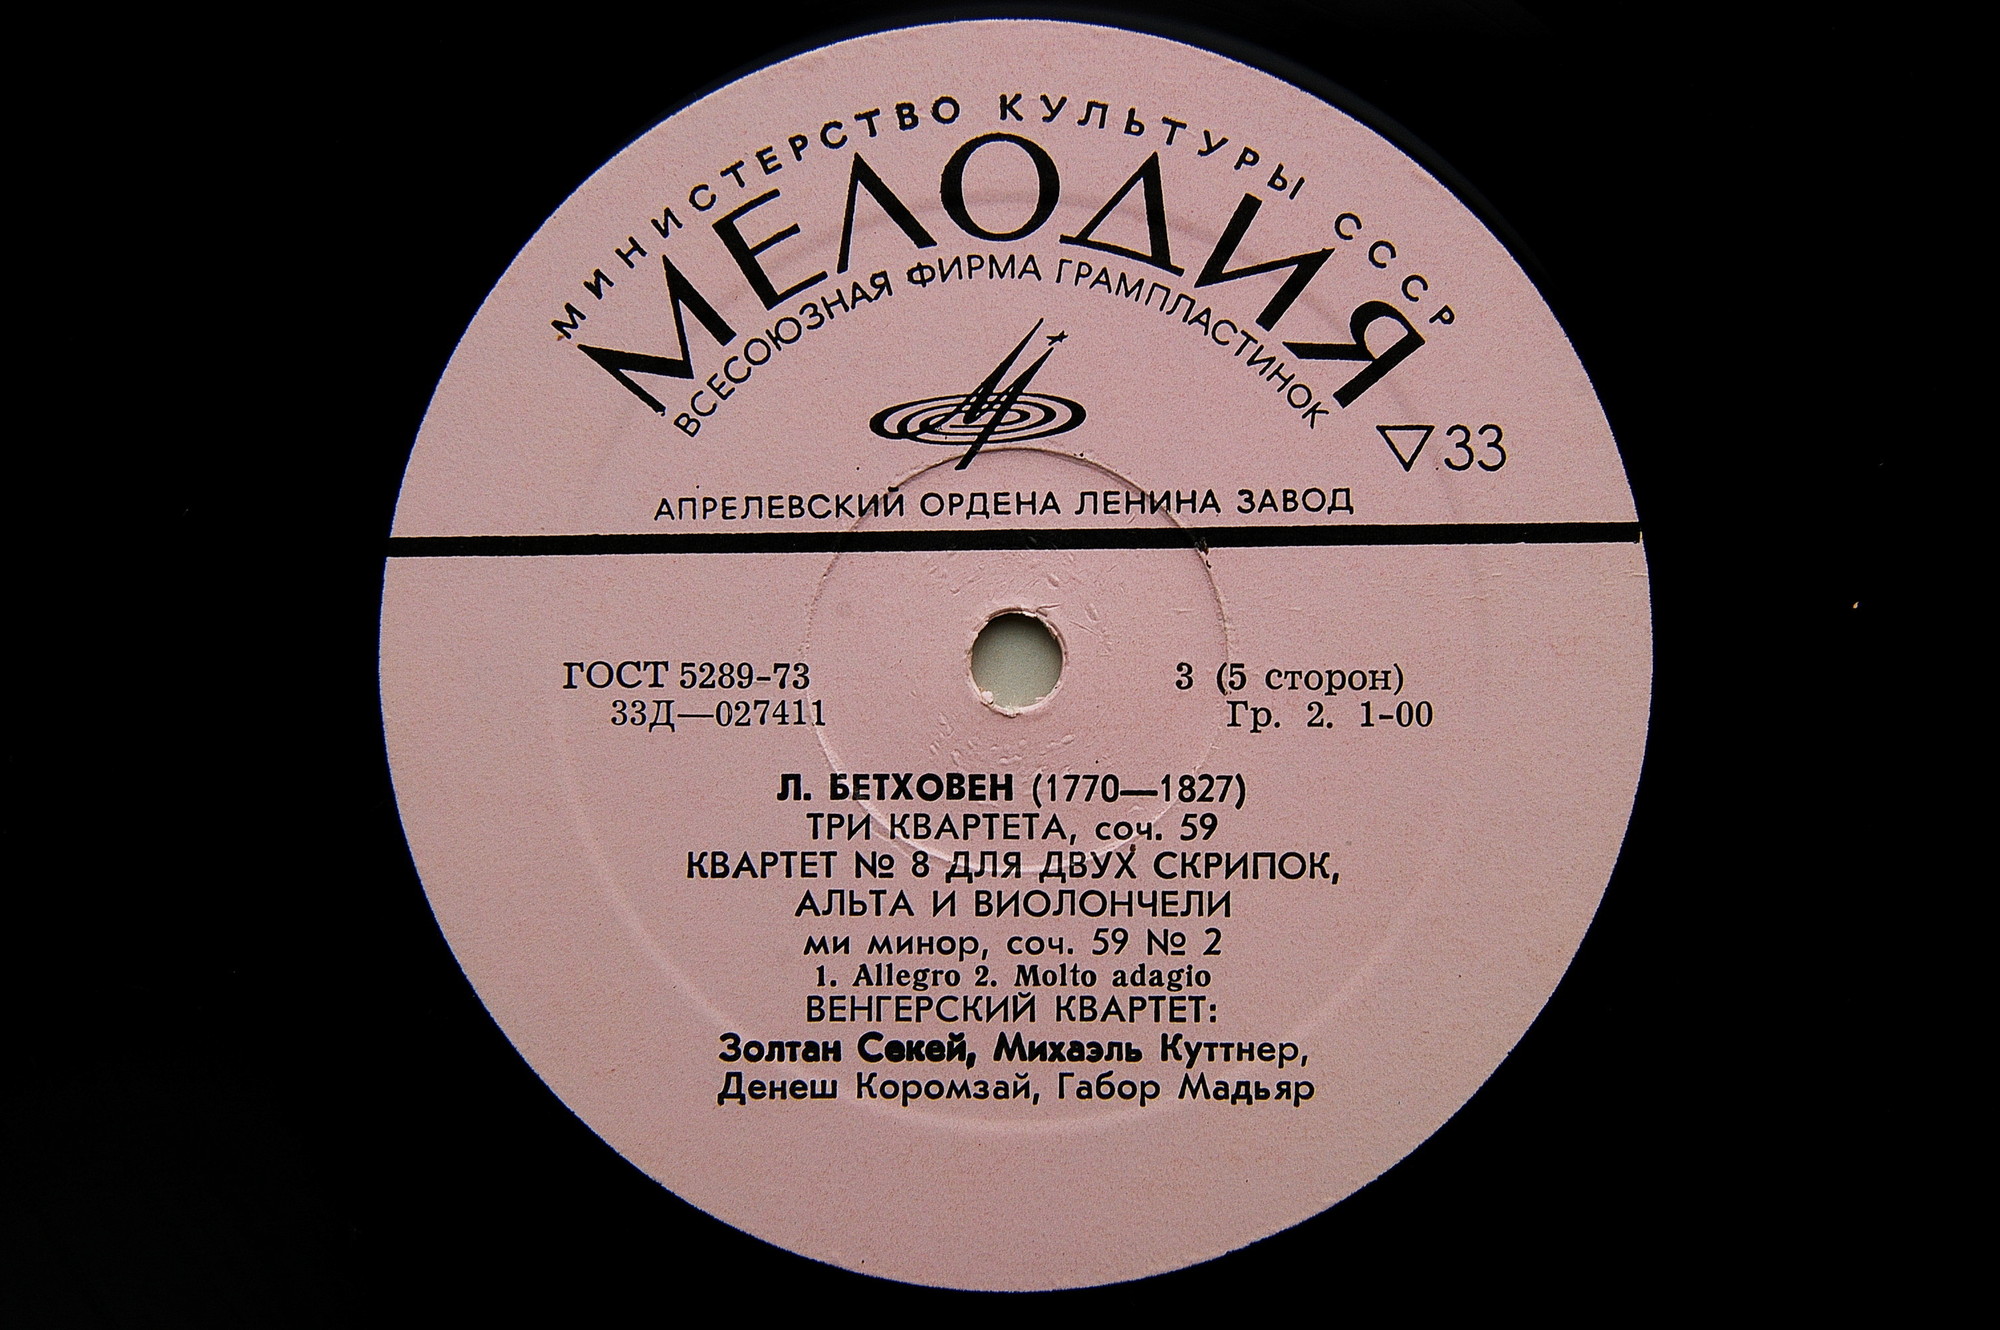 МИНИСТЕРСТВО КУЛЬТУРЫ СССР
МЕЛОДИЯ
ВСЕСОЮЗНАЯ ФИРМА ГРАМПЛАСТИНОК
33
АПРЕЛЕВСКИЙ ОРДЕНА ЛЕНИНА ЗАВОД
ГОСТ 5289-73
33Д—027411
3 (5 сторон)
Гр. 2. 1-00
Л. БЕТХОВЕН (1770—1827)
ТРИ КВАРТЕТА, соч. 59
КВАРТЕТ № 8 ДЛЯ ДВУХ СКРИПОК,
АЛЬТА И ВИОЛОНЧЕЛИ
ми минор, соч. 59 № 2
1. Allegro 2. Molto adagio
ВЕНГЕРСКИЙ КВАРТЕТ:
Золтан Секей, Михаэль Куттнер,
Денеш Коромзай, Габор Мадьяр